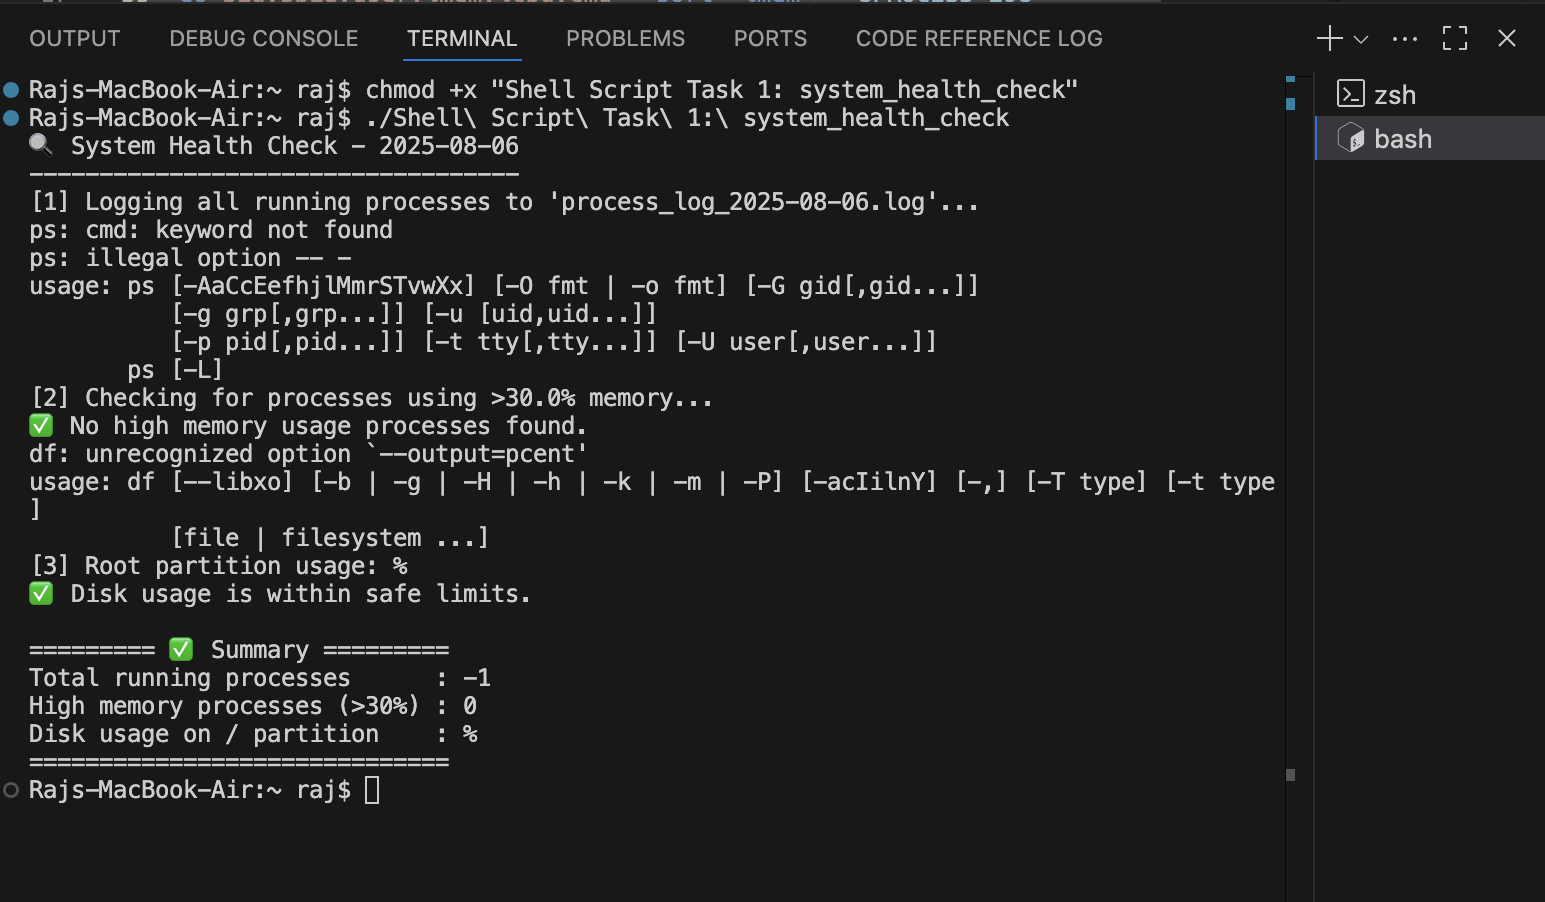 OUTPUT DEBUG CONSOLE TERMINAL PROBLEMS PORTS CODE REFERENCE LOG
zsh
bash
Rajs-MacBook-Air:~ raj$ chmod +x "Shell Script Task 1: system_health_check"
Rajs-MacBook-Air:~ raj$ ./Shell\ Script\ Task\ 1:\ system_health_check
🔍 System Health Check - 2025-08-06
-----------------------------------
[1] Logging all running processes to 'process_log_2025-08-06.log'...
ps: cmd: keyword not found
ps: illegal option -- -
usage: ps [-AaCcEefhjlMmrSTvwXx] [-O fmt | -o fmt] [-G gid[,gid...]]
          [-g grp[,grp...]] [-u [uid,uid...]]
          [-p pid[,pid...]] [-t tty[,tty...]] [-U user[,user...]]
       ps [-L]
[2] Checking for processes using >30.0% memory...
✅ No high memory usage processes found.
df: unrecognized option `--output=pcent'
usage: df [--libxo] [-b | -g | -H | -h | -k | -m | -P] [-acIilnY] [-,] [-T type] [-t type
]
          [file | filesystem ...]
[3] Root partition usage: %
✅ Disk usage is within safe limits.
========= ✅ Summary =========
Total running processes      : -1
High memory processes (>30%) : 0
Disk usage on / partition    : %
==============================
Rajs-MacBook-Air:~ raj$